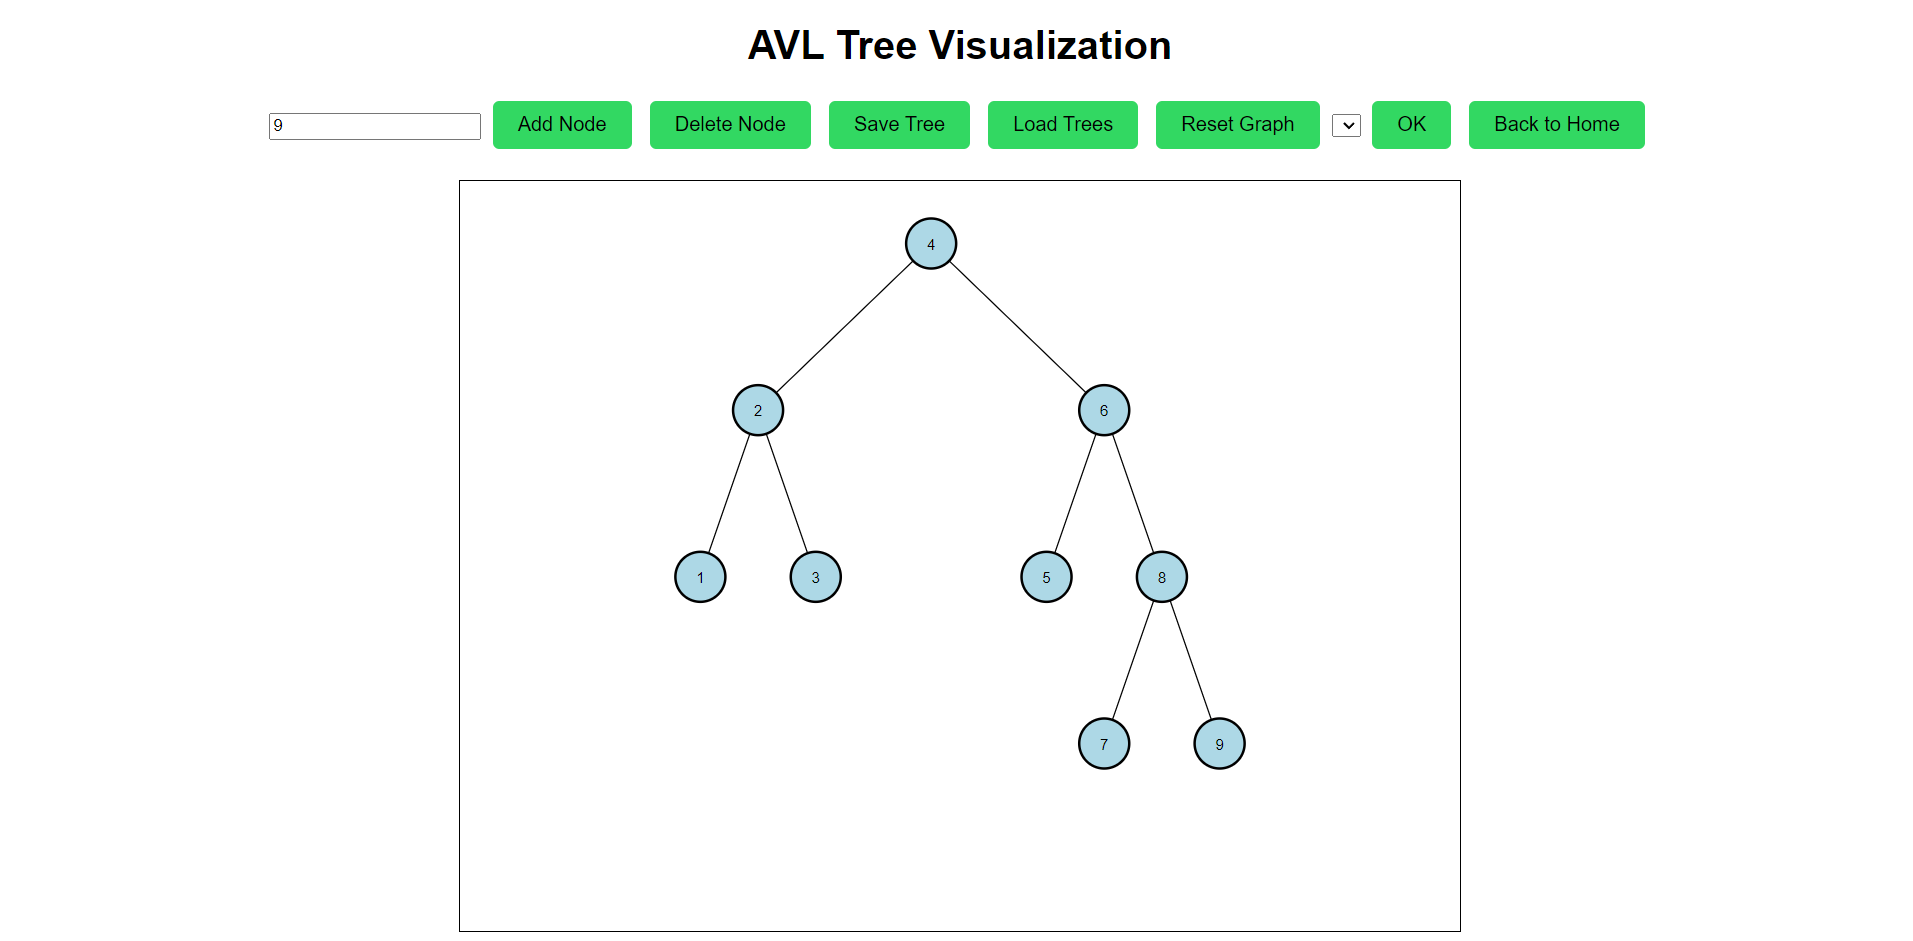 AVL Tree Visualization
9 Add Node Delete Node Save Tree Load Trees Reset Graph OK Back to Home
4
2 6
1 3 5 8
7 9